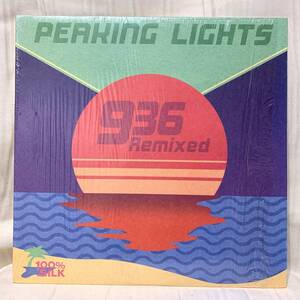 PEAKING LIGHTS
936
Remixed
100%
SILK